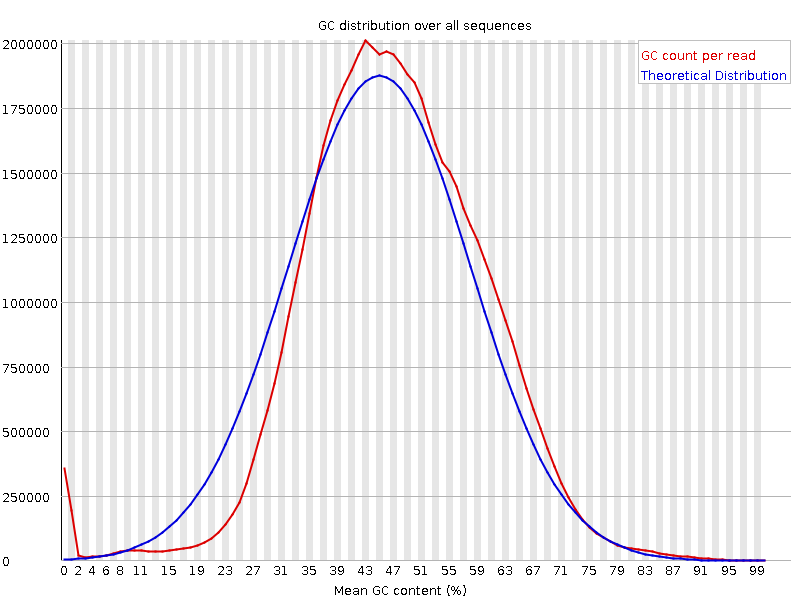 GC distribution over all sequences
2000000
1750000
1500000
1250000
1000000
750000
500000
250000
0
GC count per read
Theoretical Distribution
0 2 4 6 8 11 15 19 23 27 31 35 39 43 47 51 55 59 63 67 71 75 79 83 87 91 95 99
Mean GC content (%)